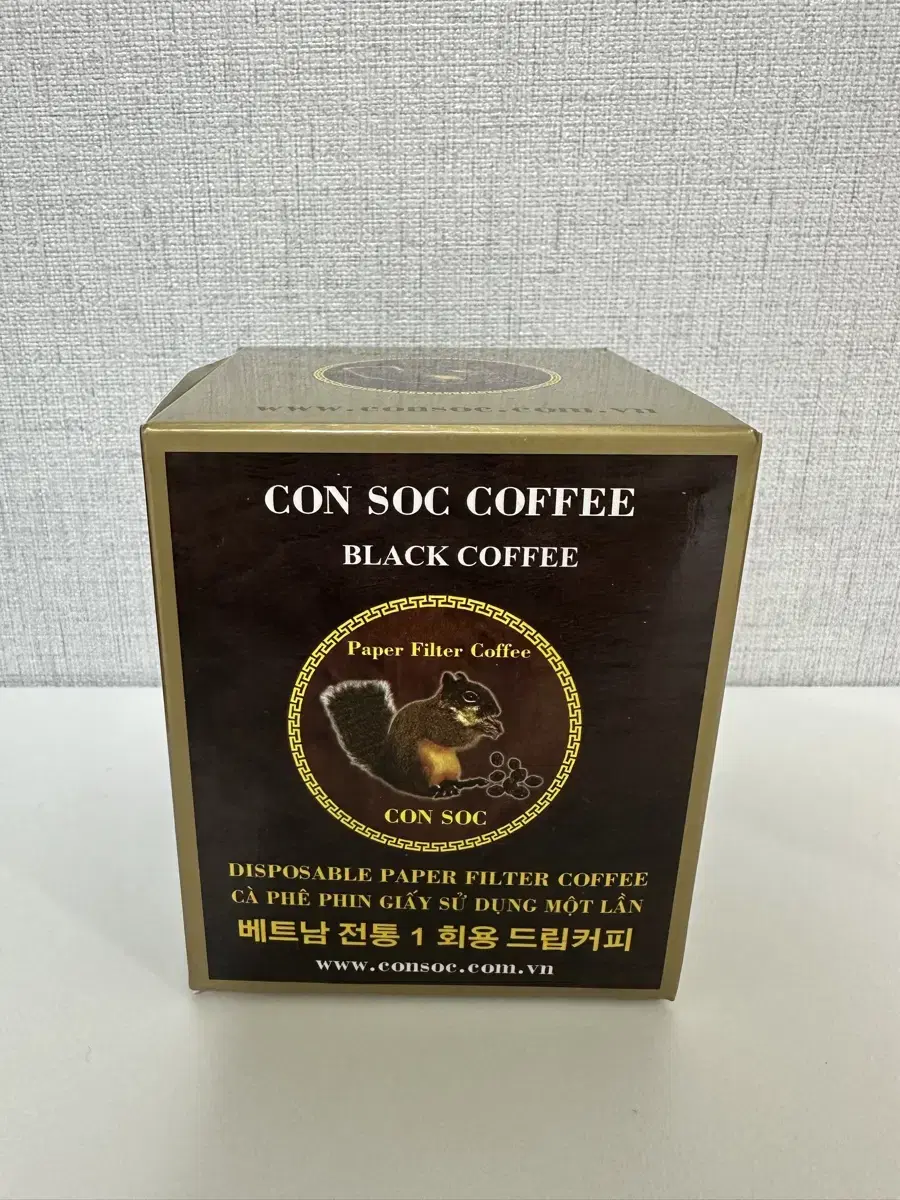 www.consoc.com.vn
CON SOC COFFEE
BLACK COFFEE
Paper Filter Coffee
CON SOC
DISPOSABLE PAPER FILTER COFFEE
CÀ PHÊ PHIN GIẤY SỬ DỤNG MỘT LẦN
베트남 전통 1 회용 드립커피
www.consoc.com.vn